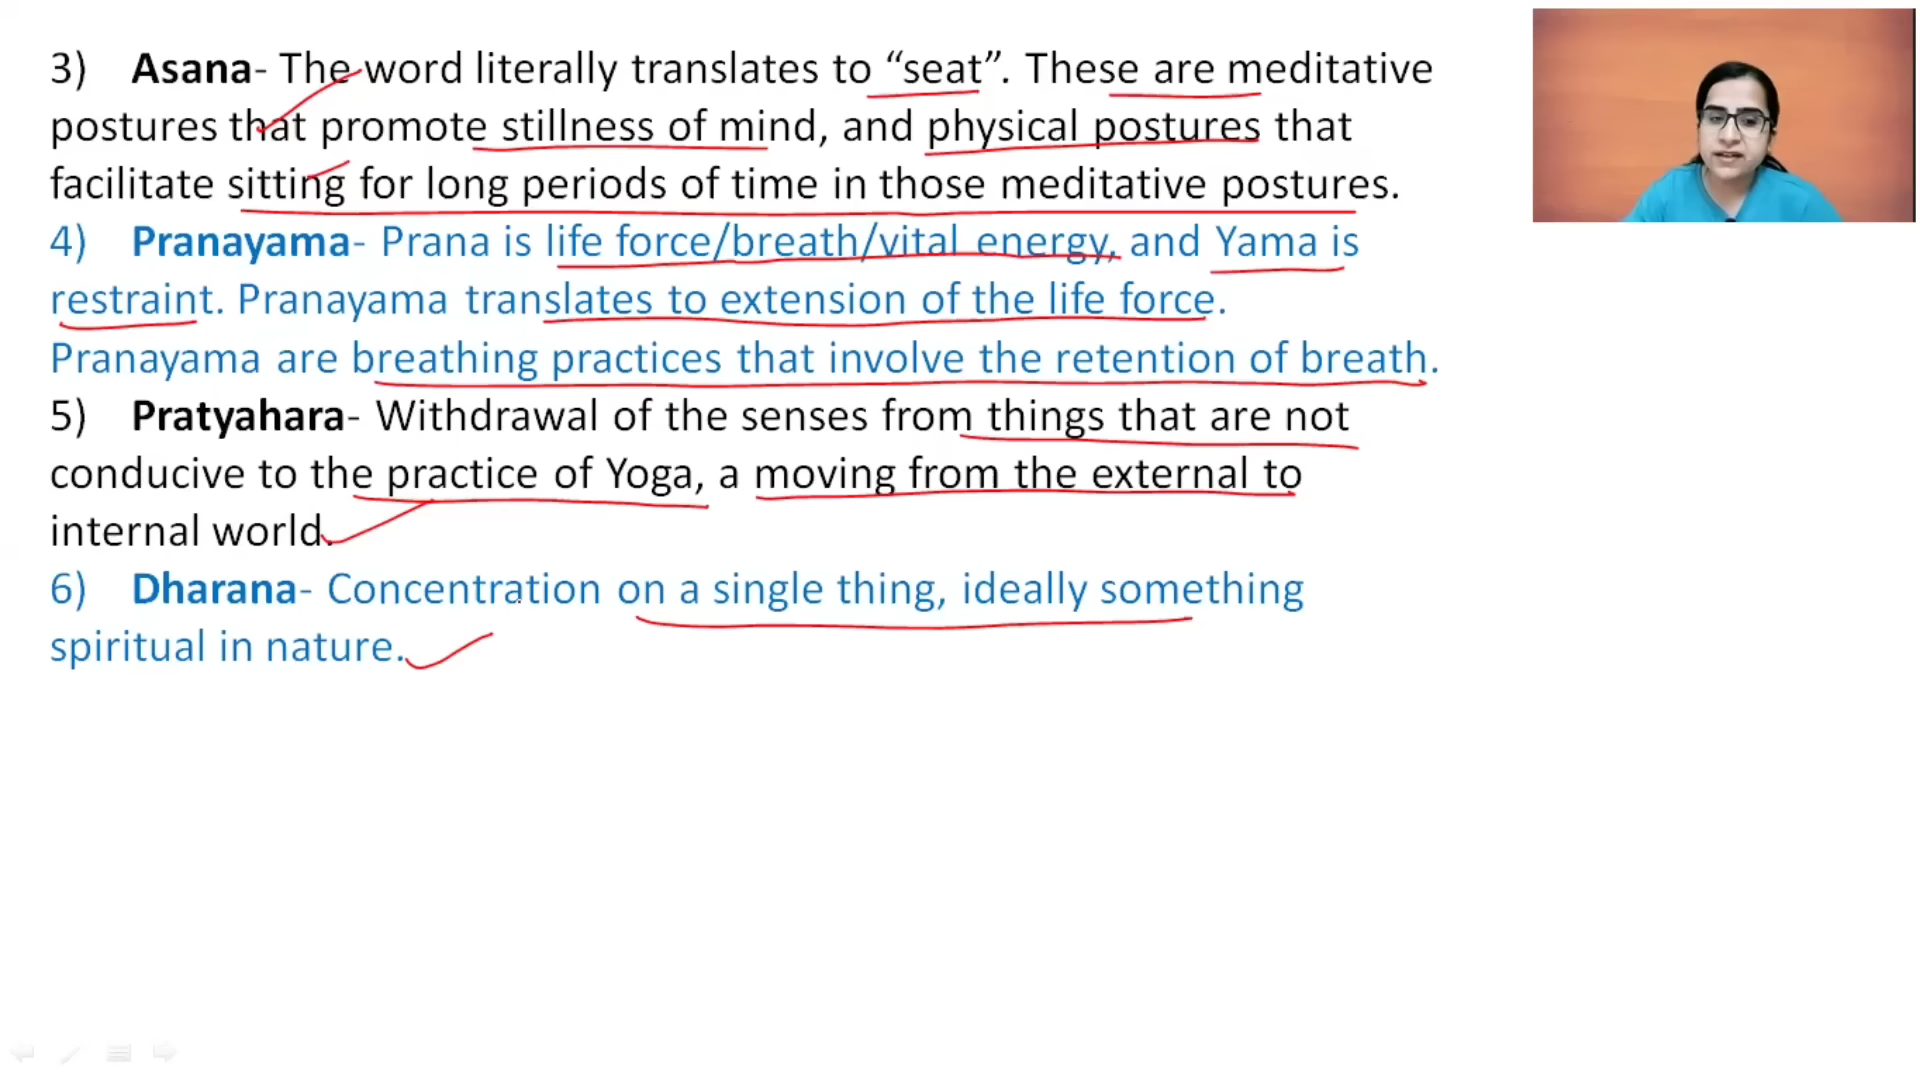 3) Asana- The word literally translates to “seat”. These are meditative
postures that promote stillness of mind, and physical postures that
facilitate sitting for long periods of time in those meditative postures.
4) Pranayama- Prana is life force/breath/vital energy, and Yama is
restraint. Pranayama translates to extension of the life force.
Pranayama are breathing practices that involve the retention of breath.
5) Pratyahara- Withdrawal of the senses from things that are not
conducive to the practice of Yoga, a moving from the external to
internal world.
6) Dharana- Concentration on a single thing, ideally something
spiritual in nature.